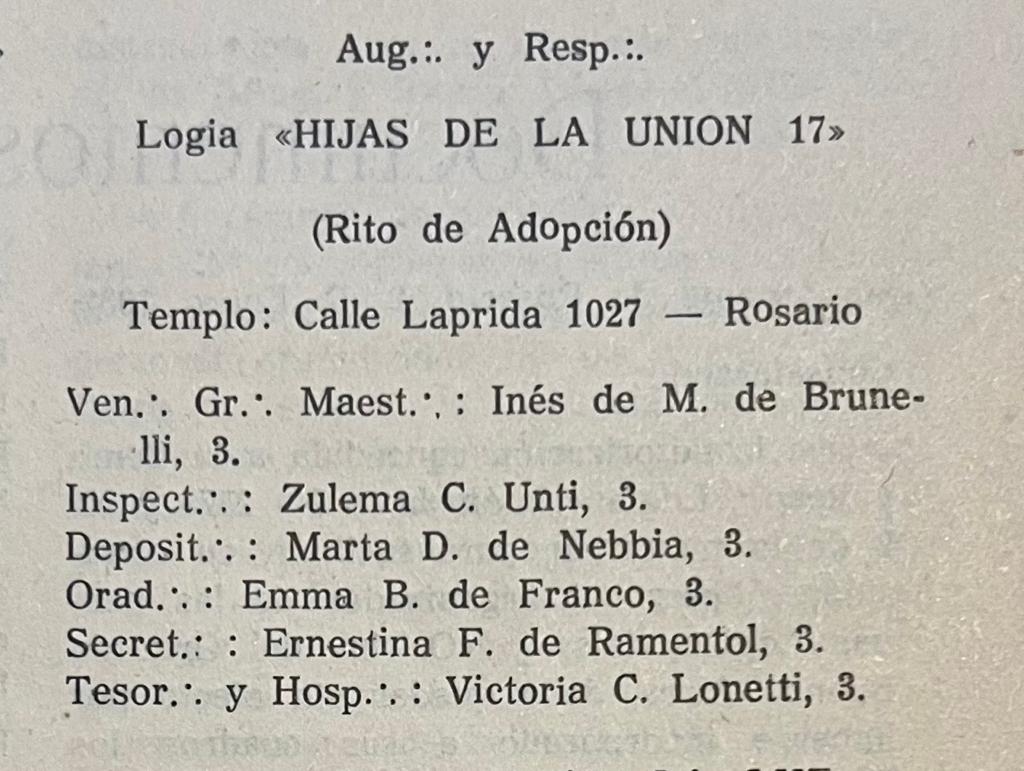 Aug.:. y Resp.:.
Logia «HIJAS DE LA UNION 17»
(Rito de Adopción)
Templo: Calle Laprida 1027 — Rosario
Ven.·. Gr.·. Maest.·.: Inés de M. de Brune-
lli, 3.
Inspect.·.: Zulema C. Unti, 3.
Deposit.·.: Marta D. de Nebbia, 3.
Orad.·.: Emma B. de Franco, 3.
Secret.: : Ernestina F. de Ramentol, 3.
Tesor.·. y Hosp.·.: Victoria C. Lonetti, 3.